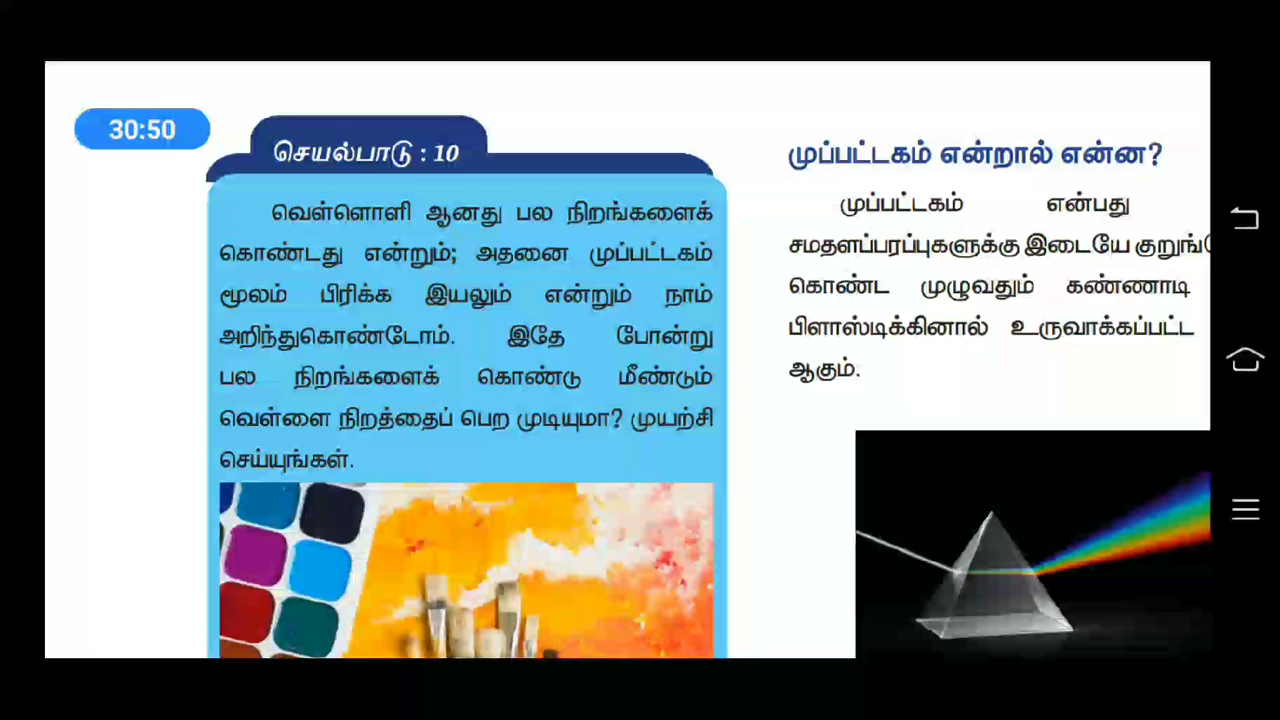 30:50
செயல்பாடு : 10
வெள்ளொளி ஆனது பல நிறங்களைக்
கொண்டது என்றும்; அதனை முப்பட்டகம்
மூலம் பிரிக்க இயலும் என்றும் நாம்
அறிந்துகொண்டோம். இதே போன்று
பல நிறங்களைக் கொண்டு மீண்டும்
வெள்ளை நிறத்தைப் பெற முடியுமா? முயற்சி
செய்யுங்கள்.
முப்பட்டகம் என்றால் என்ன?
முப்பட்டகம் என்பது
சமதளப்பரப்புகளுக்கு இடையே
கொண்ட முழுவதும் கண்ணாடி
பிளாஸ்டிக்கினால் உருவாக்கப்பட்ட
ஆகும்.